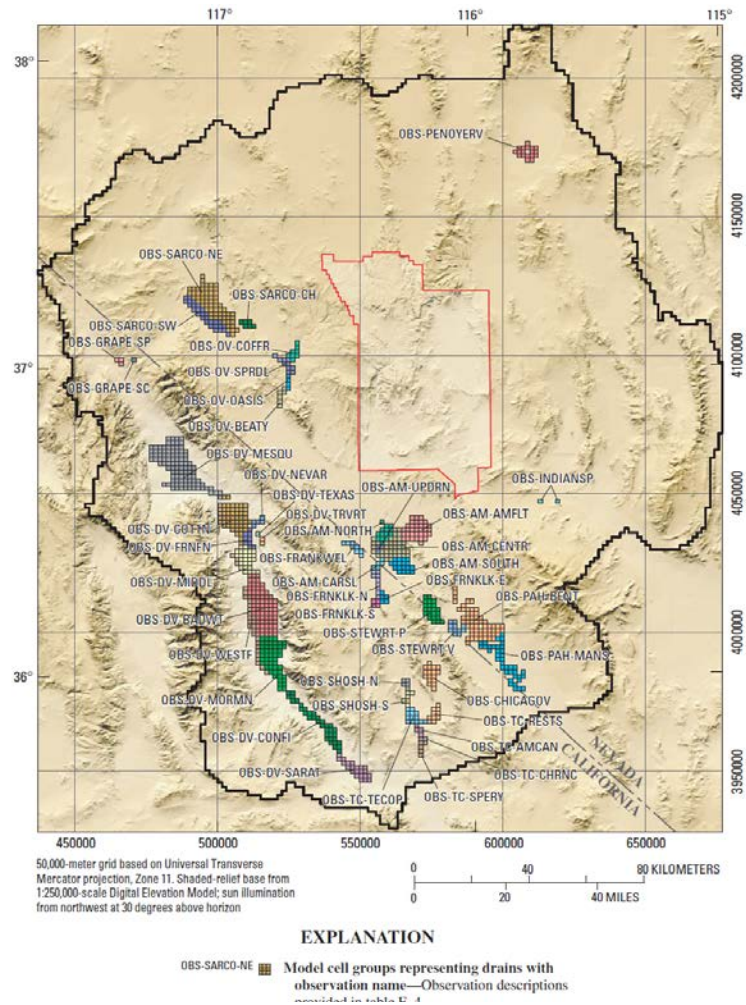 117°
116°
115°
38°
4200000
OBS-PENOYERV
4150000
OBS-SARCO-NE
OBS-SARCO-CH
OBS-SARCO-SW
OBS-GRAPE-SP
OBS-OV-COFFR
37°
4100000
OBS-OV-SPRDL
OBS-GRAPE-SC
OBS-OV-OASIS
OBS-OV-BEATY
OBS-DV-MESQU
OBS-DV-NEVAR
OBS-INDIANSP
OBS-AM-UPDRN
4050000
OBS-DV-TEXAS
OBS-DV-TRVRT
OBS-AM-AMFLT
OBS-DV-COTTN
OBS-AM-NORTH
OBS-DV-FRNFN
OBS-AM-CENTR
OBS-FRANKWEL
OBS-AM-SOUTH
OBS-DV-MIDDL
OBS-AM-CARSL
OBS-FRNKLK-E
OBS-FRNKLK-N
OBS-PAH-BENT
OBS-DV-BADWT
OBS-FRNKLK-S
OBS-STEWRT-P
4000000
OBS-STEWRT-V
OBS-DV-WESTF
OBS-PAH-MANS
36°
OBS-SHOSH-N
OBS-DV-MORMN
OBS-CHICAGOV
OBS-SHOSH-S
OBS-TC-RESTS
OBS-DV-CONFI
OBS-TC-AMCAN
NEVADA
CALIFORNIA
OBS-DV-SARAT
OBS-TC-CHRNC
3950000
OBS-TC-TECOP
OBS-TC-SPERY
450000
500000
550000
600000
650000
50,000-meter grid based on Universal Transverse
Mercator projection, Zone 11. Shaded-relief base from
1:250,000-scale Digital Elevation Model; sun illumination
from northwest at 30 degrees above horizon
0 40 80 KILOMETERS
0 20 40 MILES
EXPLANATION
OBS-SARCO-NE Model cell groups representing drains with
observation name—Observation descriptions
provided in table F-4